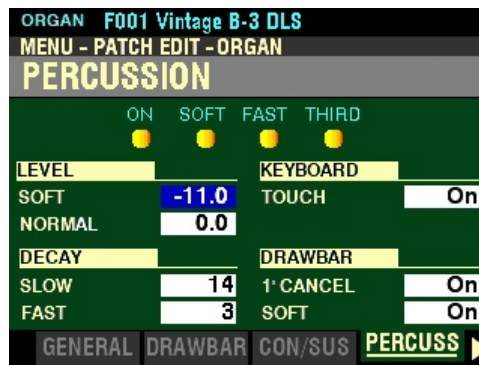 ORGAN F001 Vintage B-3 DLS
MENU - PATCH EDIT - ORGAN
PERCUSSION
ON SOFT FAST THIRD
LEVEL KEYBOARD
SOFT -11.0 TOUCH On
NORMAL 0.0
DECAY DRAWBAR
SLOW 14 1' CANCEL On
FAST 3 SOFT On
GENERAL DRAWBAR CON/SUS PERCUSS